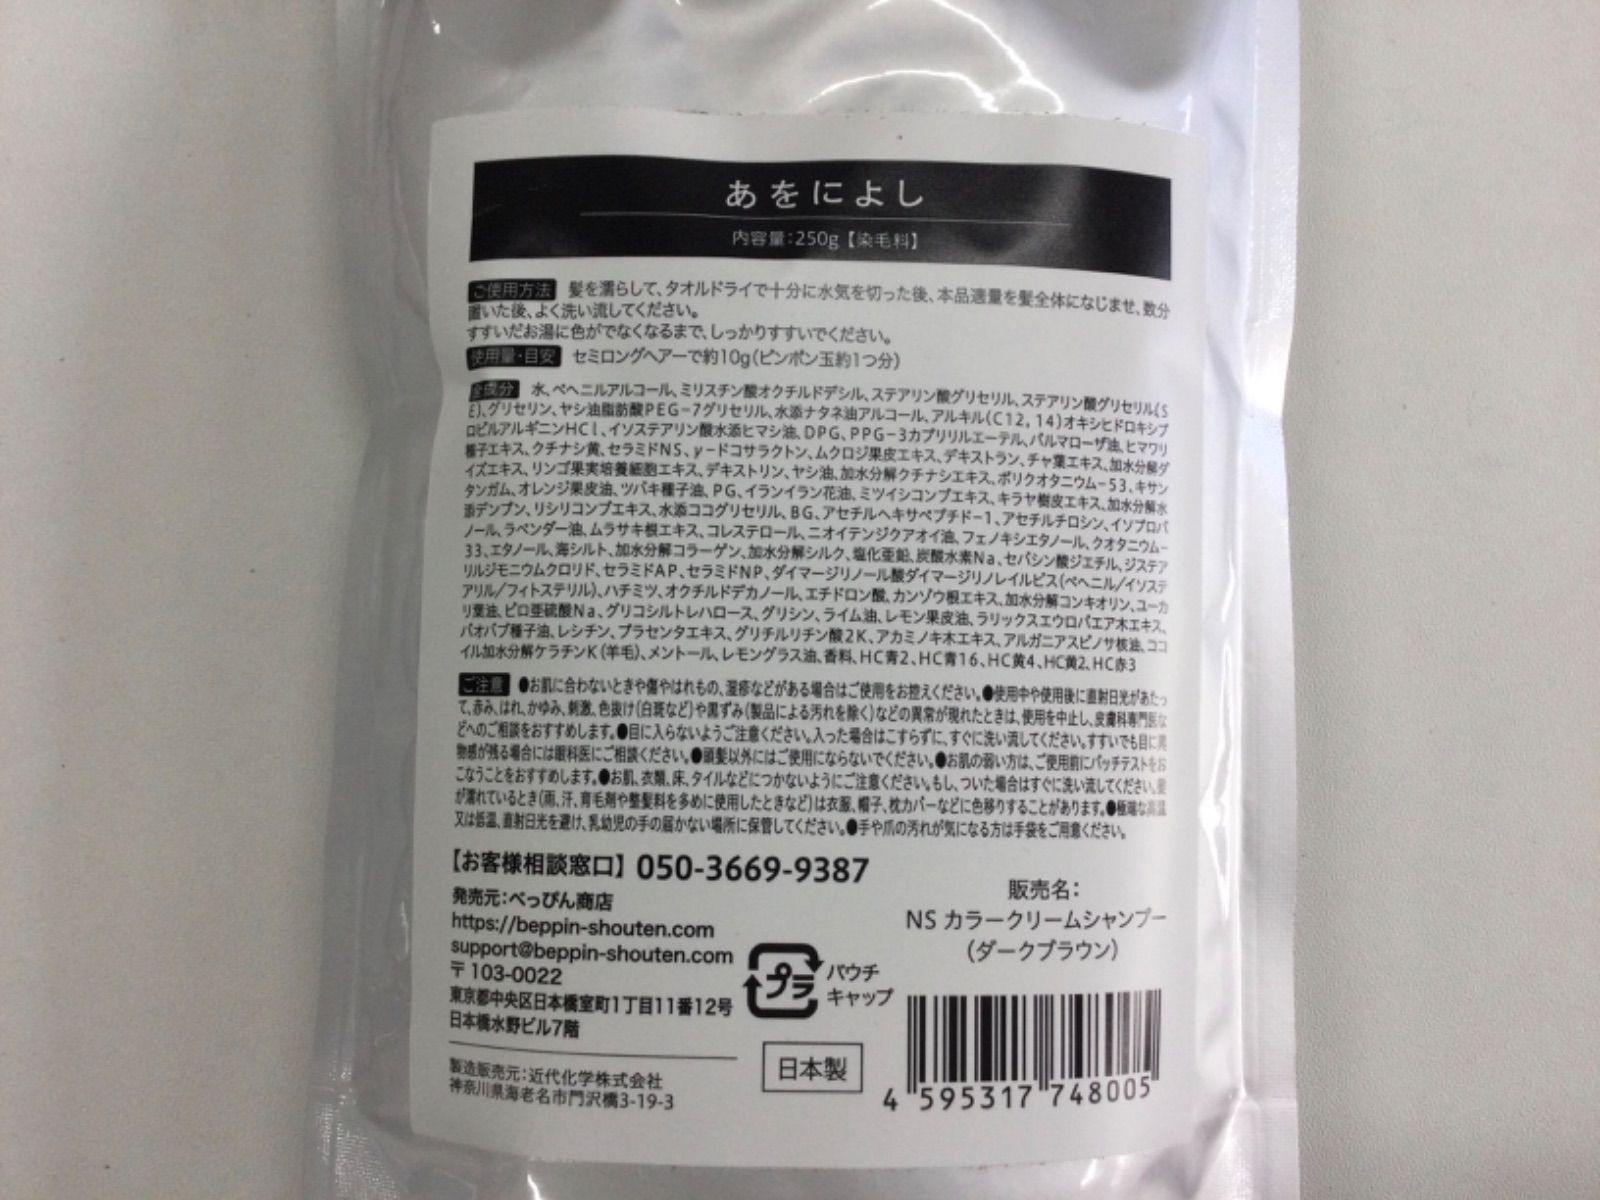 あをによし
内容量：250g【染毛料】
ご使用方法 髪を濡らして、タオルドライで十分に水気を切った後、本品適量を髪全体になじませ、数分
置いた後、よく洗い流してください。
すすいだお湯に色がでなくなるまで、しっかりすすいでください。
使用量・目安 セミロングヘアーで約10g（ピンポン玉約1つ分）
全成分 水、ベヘニルアルコール、ミリスチン酸オクチルドデシル、ステアリン酸グリセリル、ステアリン酸グリセリル（S
E）、グリセリン、ヤシ油脂肪酸PEG－7グリセリル、水添ナタネ油アルコール、アルキル（C12，14）オキシヒドロキシプ
ロピルアルギニンHCl、イソステアリン酸水添ヒマシ油、DPG、PPG－3カプリリルエーテル、パルマローザ油、ヒマワリ
種子エキス、クチナシ黄、セラミドNS、γ－ドコサラクトン、ムクロジ果皮エキス、デキストラン、チャ葉エキス、加水分解ダ
イズエキス、リンゴ果実培養細胞エキス、デキストリン、ヤシ油、加水分解クチナシエキス、ポリクオタニウム－53、キサン
タンガム、オレンジ果皮油、ツバキ種子油、PG、イランイラン花油、ミツイシコンブエキス、キラヤ樹皮エキス、加水分解水
添デンプン、リシリコンブエキス、水添ココグリセリル、BG、アセチルヘキサペプチド－1、アセチルチロシン、イソプロパ
ノール、ラベンダー油、ムラサキ根エキス、コレステロール、ニオイテンジクアオイ油、フェノキシエタノール、クオタニウム－
33、エタノール、海シルト、加水分解コラーゲン、加水分解シルク、塩化亜鉛、炭酸水素Na、セバシン酸ジエチル、ジステア
リルジモニウムクロリド、セラミドAP、セラミドNP、ダイマージリノール酸ダイマージリノレイルビス（ベヘニル/イソステ
アリル/フィトステリル）、ハチミツ、オクチルドデカノール、エチドロン酸、カンゾウ根エキス、加水分解コンキオリン、ユーカ
リ葉油、ピロ亜硫酸Na、グリコシルトレハロース、グリシン、ライム油、レモン果皮油、ラリックスエウロパエア木エキス、
バオバブ種子油、レシチン、プラセンタエキス、グリチルリチン酸2K、アカミノキ木エキス、アルガニアスピノサ核油、ココ
イル加水分解ケラチンK（羊毛）、メントール、レモングラス油、香料、HC青2、HC青16、HC黄4、HC黄2、HC赤3
ご注意 ●お肌に合わないときや傷やはれもの、湿疹などがある場合はご使用をお控えください。●使用中や使用後に直射日光があたっ
て、赤み、はれ、かゆみ、刺激、色抜け（白斑など）や黒ずみ（製品による汚れを除く）などの異常が現れたときは、使用を中止し、皮膚科専門医な
どへのご相談をおすすめします。●目に入らないようご注意ください。入った場合はこすらずに、すぐに洗い流してください。すすいでも目に異
物感が残る場合には眼科医にご相談ください。●頭髪以外にはご使用にならないでください。●お肌の弱い方は、ご使用前にパッチテストをお
こなうことをおすすめします。●お肌、衣類、床、タイルなどにつかないようにご注意ください。もし、ついた場合はすぐに洗い流してください。髪
が濡れているとき（雨、汗、育毛剤や整髪料を多めに使用したときなど）は衣服、帽子、枕カバーなどに色移りすることがあります。●極端な高温
又は低温、直射日光を避け、乳幼児の手の届かない場所に保管してください。●手や爪の汚れが気になる方は手袋をご用意ください。
【お客様相談窓口】050-3669-9387
発売元：べっぴん商店
https://beppin-shouten.com
support@beppin-shouten.com
〒103-0022
東京都中央区日本橋室町1丁目11番12号
日本橋水野ビル7階
製造販売元：近代化学株式会社
神奈川県海老名市門沢橋3-19-3
プラ
パウチ
キャップ
日本製
販売名：
NS カラークリームシャンプー
（ダークブラウン）
4 595317 748005